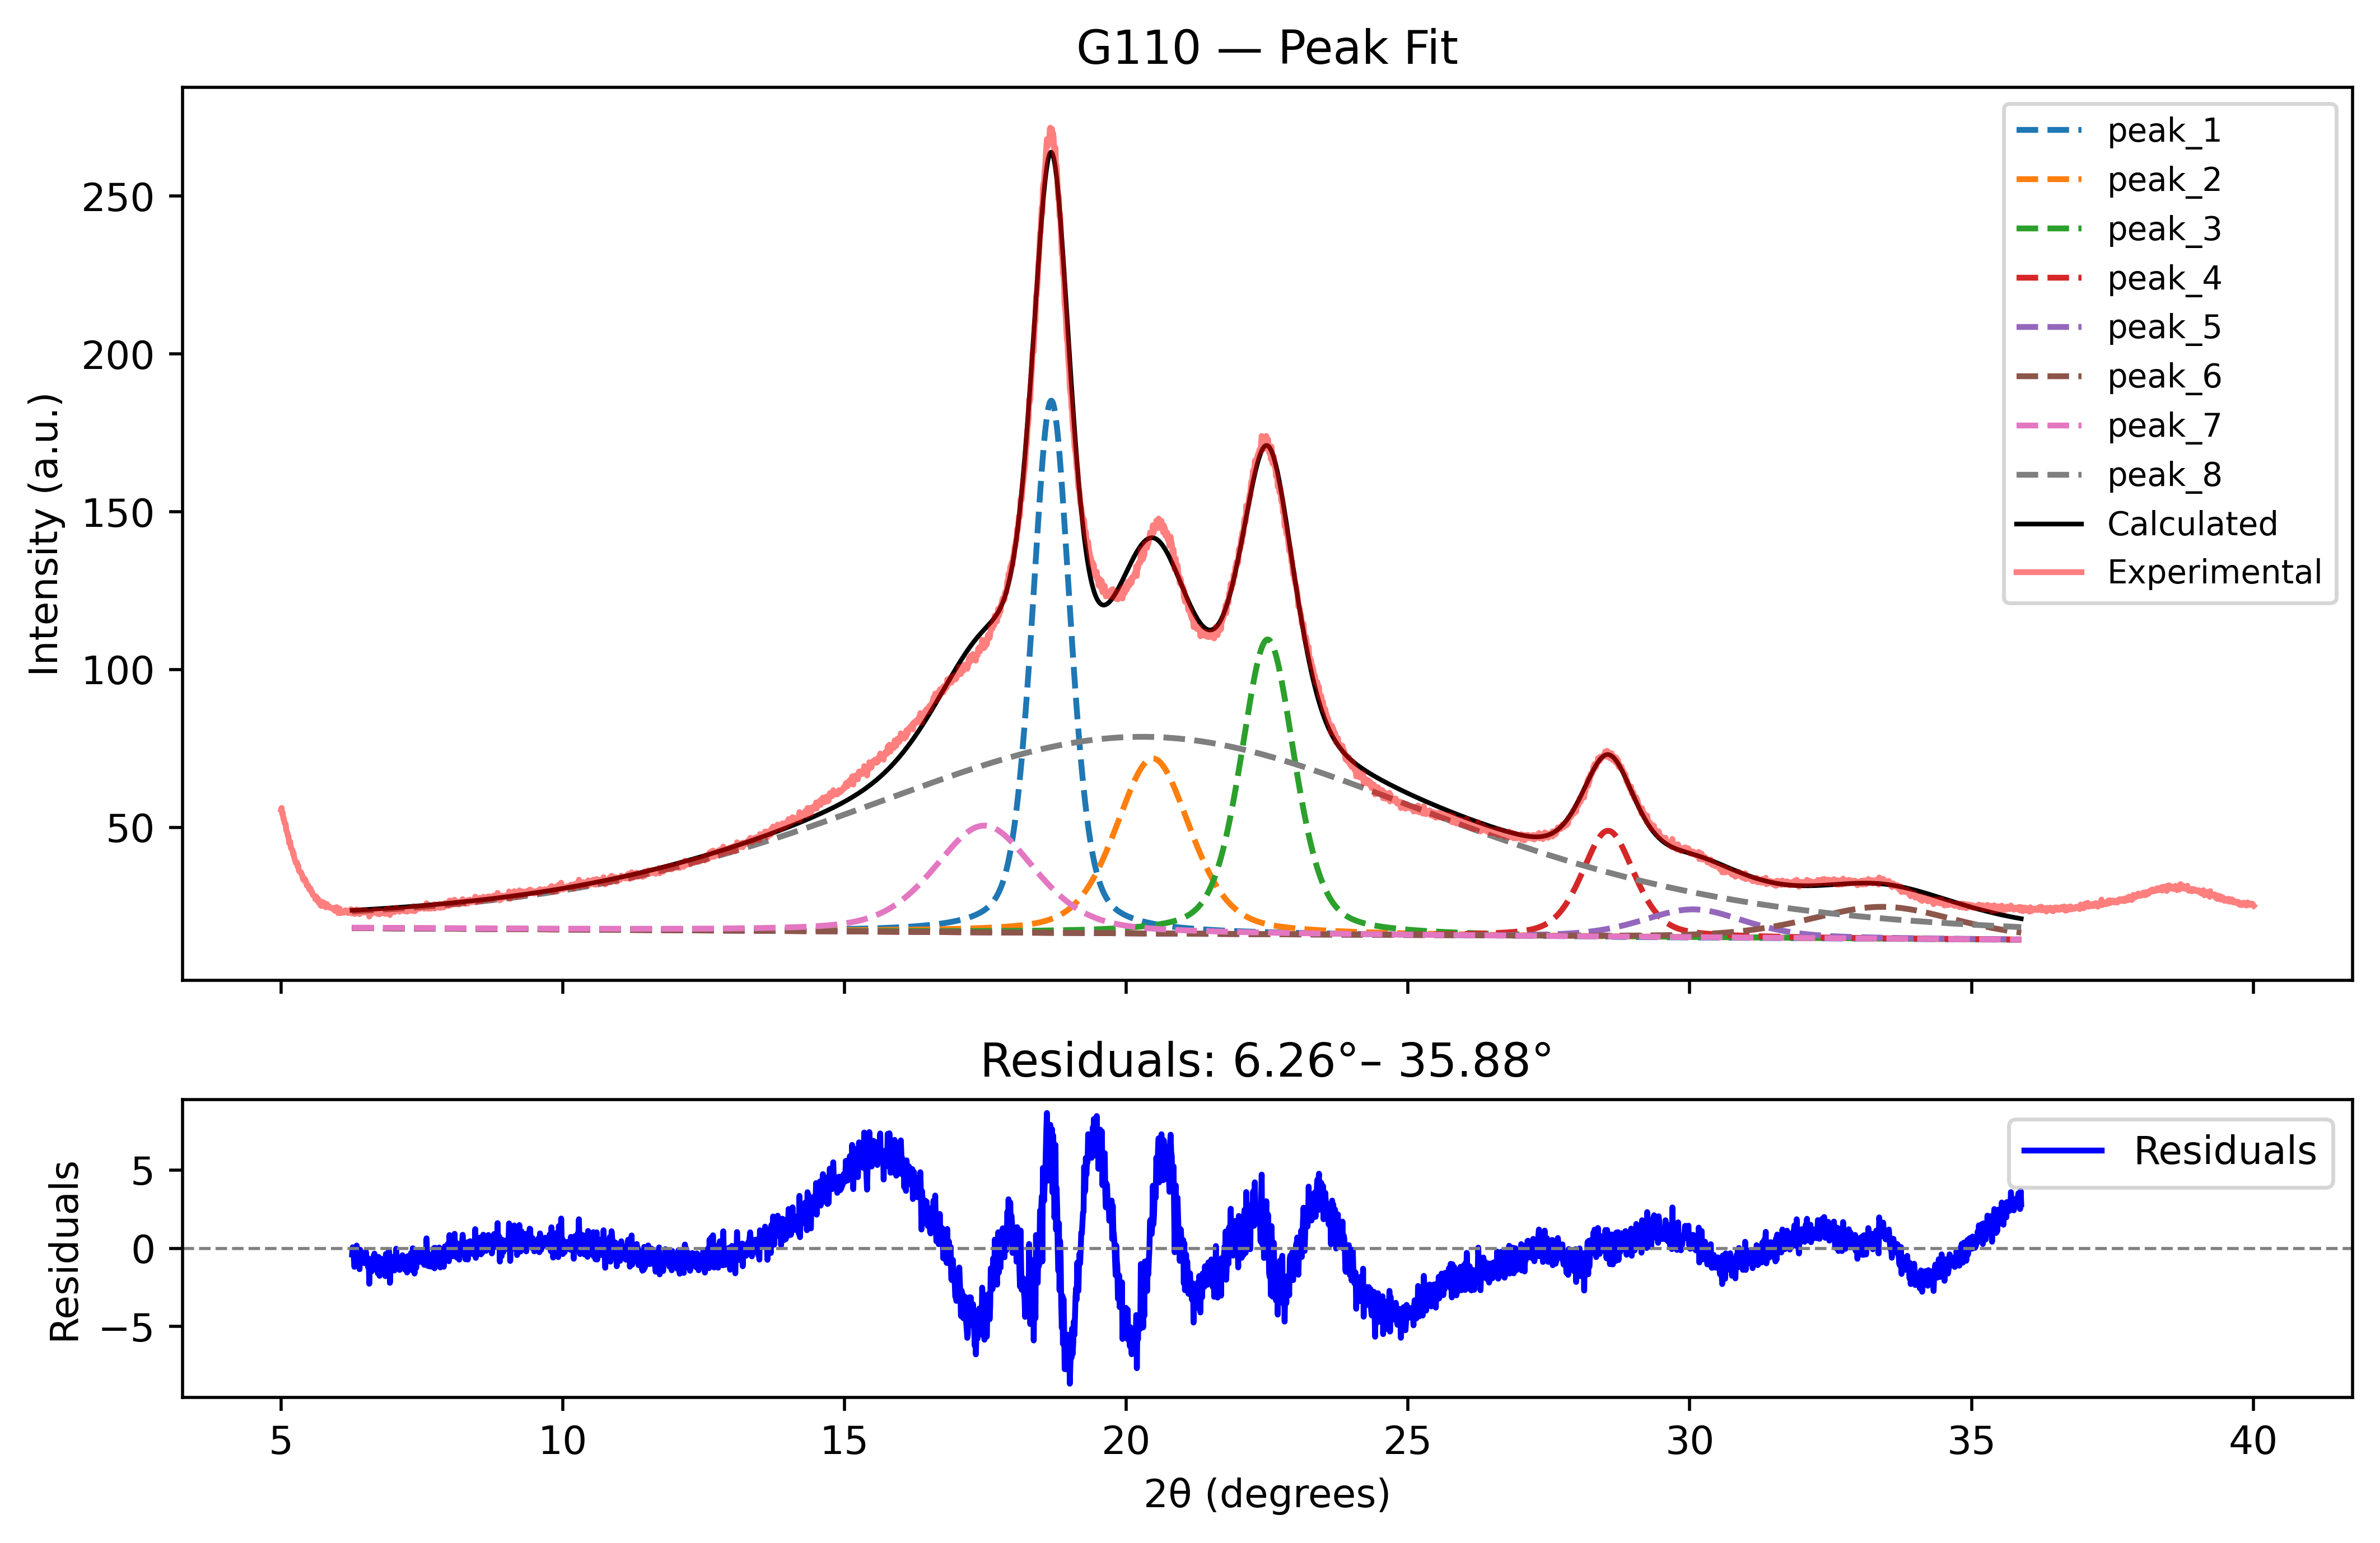 G110 — Peak Fit
Intensity (a.u.)
250
200
150
100
50
peak_1
peak_2
peak_3
peak_4
peak_5
peak_6
peak_7
peak_8
Calculated
Experimental
Residuals: 6.26°– 35.88°
Residuals
5
0
−5
Residuals
5
10
15
20
25
30
35
40
2θ (degrees)